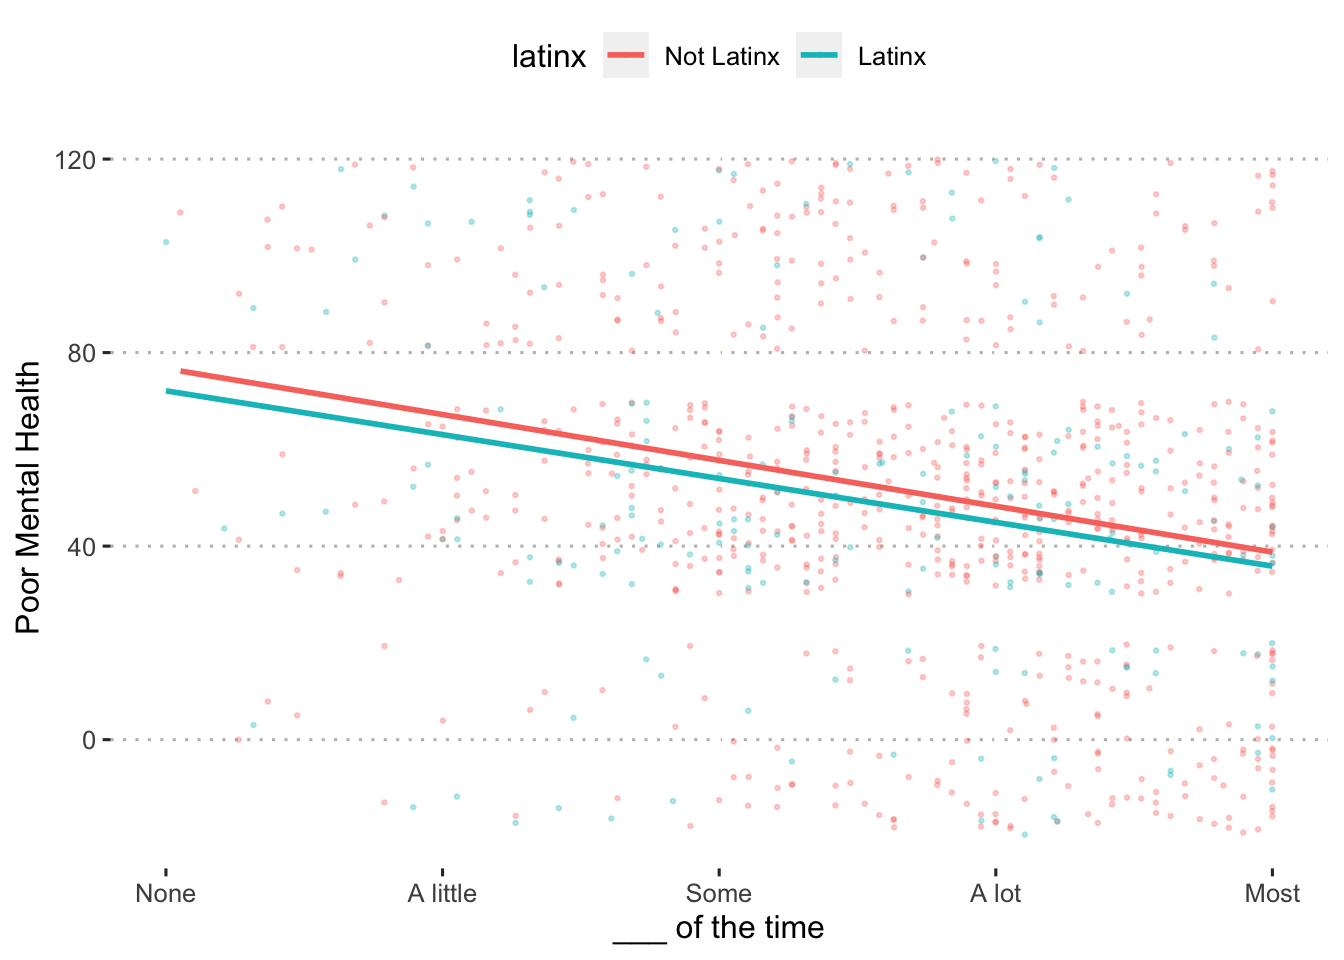 latinx Not Latinx Latinx
120
80
40
0
Poor Mental Health
None A little Some A lot Most
___ of the time